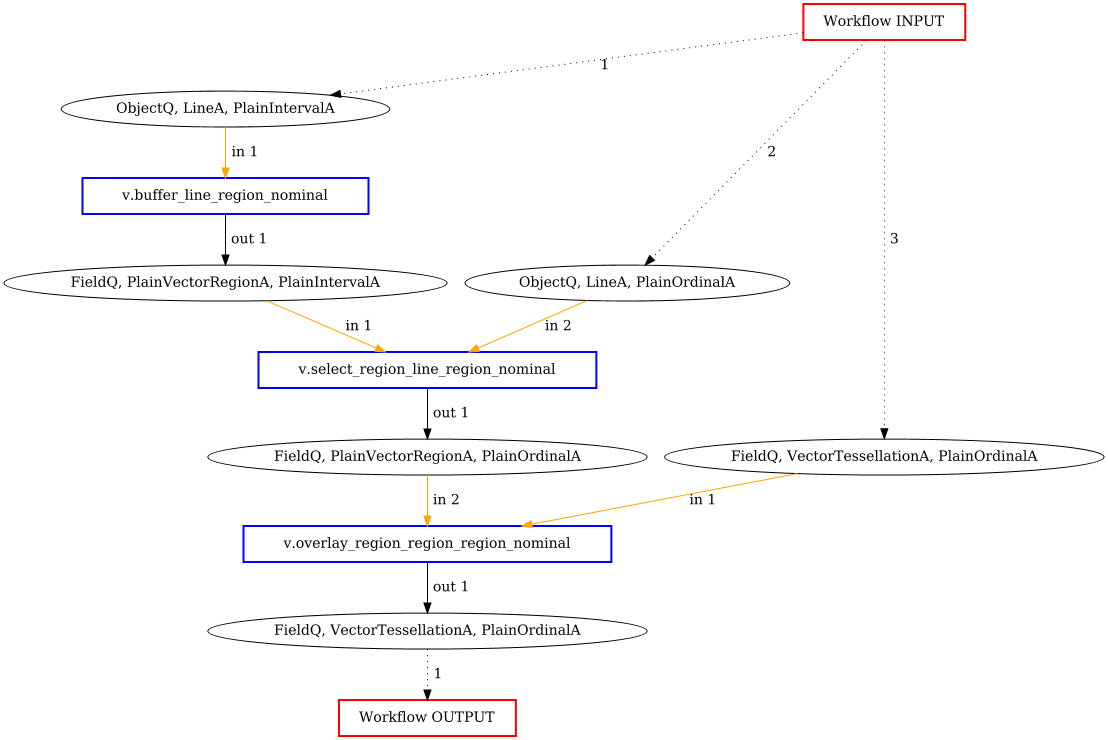 Workflow INPUT
1
ObjectQ, LineA, PlainIntervalA
in 1
2
v.buffer_line_region_nominal
out 1
3
FieldQ, PlainVectorRegionA, PlainIntervalA
ObjectQ, LineA, PlainOrdinalA
in 1
in 2
v.select_region_line_region_nominal
out 1
FieldQ, PlainVectorRegionA, PlainOrdinalA
FieldQ, VectorTessellationA, PlainOrdinalA
in 2
in 1
v.overlay_region_region_region_nominal
out 1
FieldQ, VectorTessellationA, PlainOrdinalA
1
Workflow OUTPUT